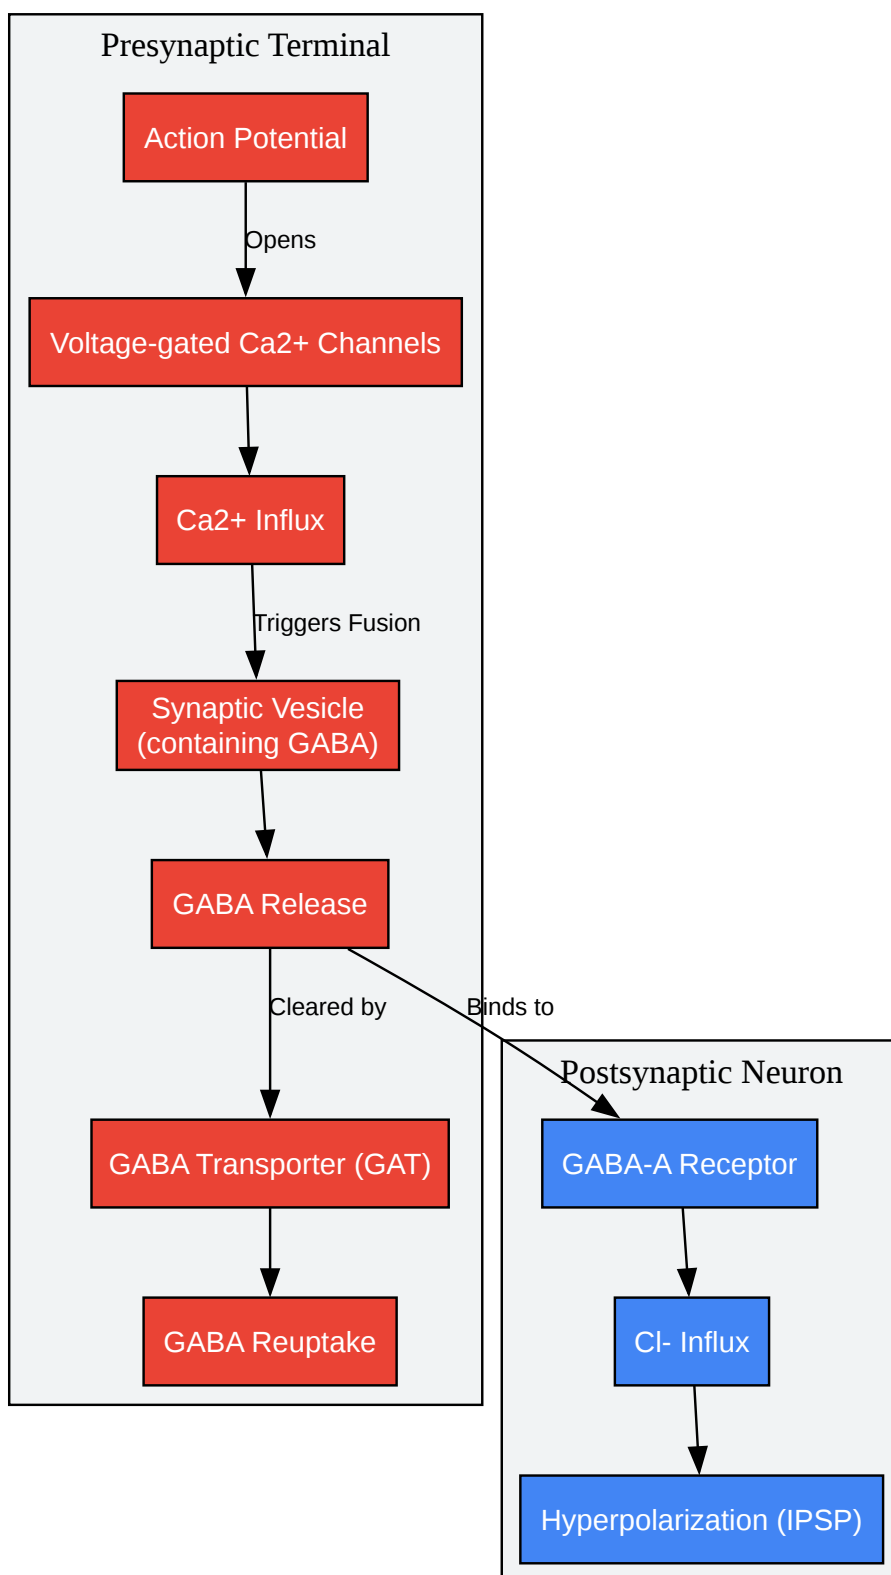 Presynaptic Terminal
Action Potential
Opens
Voltage-gated Ca2+ Channels
Ca2+ Influx
Triggers Fusion
Synaptic Vesicle
(containing GABA)
GABA Release
Cleared by
Binds to
Postsynaptic Neuron
GABA Transporter (GAT)
GABA-A Receptor
GABA Reuptake
Cl- Influx
Hyperpolarization (IPSP)